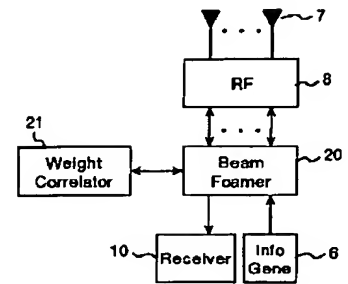 7
. . .
RF
8
. . .
21
Weight
Correlator
Beam
Foamer
20
10
Receiver
Info
Gene
6